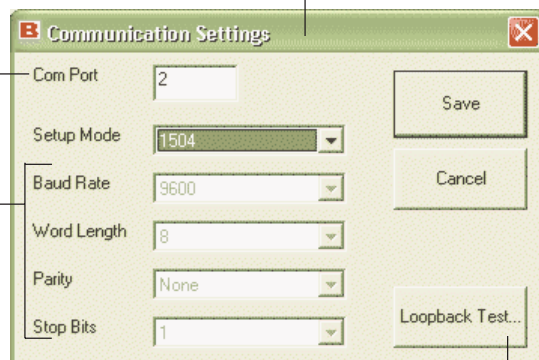 B Communication Settings
Com Port 2
Save
Setup Mode 1504
Baud Rate 9600
Cancel
Word Length 8
Parity None
Stop Bits 1
Loopback Test...